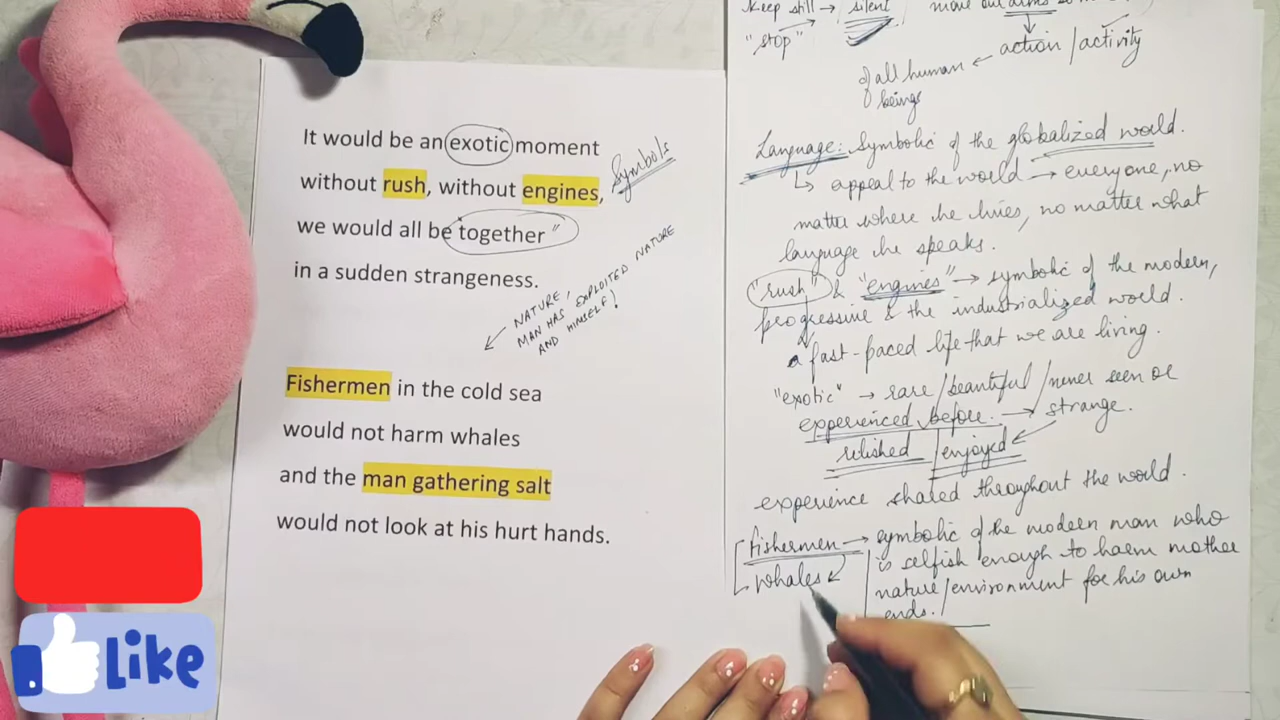 It would be an exotic moment
without rush, without engines,
we would all be together"
in a sudden strangeness.
Symbols
NATURE,
MAN HAS EXPLOITED NATURE
AND HIMSELF!
Fishermen in the cold sea
would not harm whales
and the man gathering salt
would not look at his hurt hands.
Keep still → silent move our arms
"stop"
action / activity
of all human
beings
Language: Symbolic of the globalized world.
appeal to the world → everyone, no
matter where he lives, no matter what
language he speaks.
"rush" & "engines" → symbolic of the modern,
progressive & the industrialized world.
a fast-paced life that we are living.
"exotic" → rare/beautiful/never seen or
experienced before. → strange.
relished / enjoyed
experience shared throughout the world.
fishermen → symbolic of the modern man who
is selfish enough to harm mother
whales
nature/environment for his own
ends.
Like